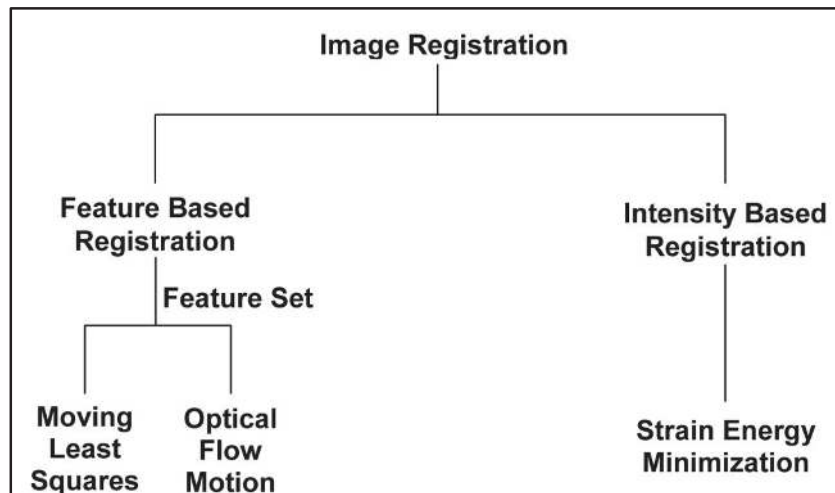 Image Registration
Feature Based
Registration
Intensity Based
Registration
Feature Set
Moving
Least
Squares
Optical
Flow
Motion
Strain Energy
Minimization